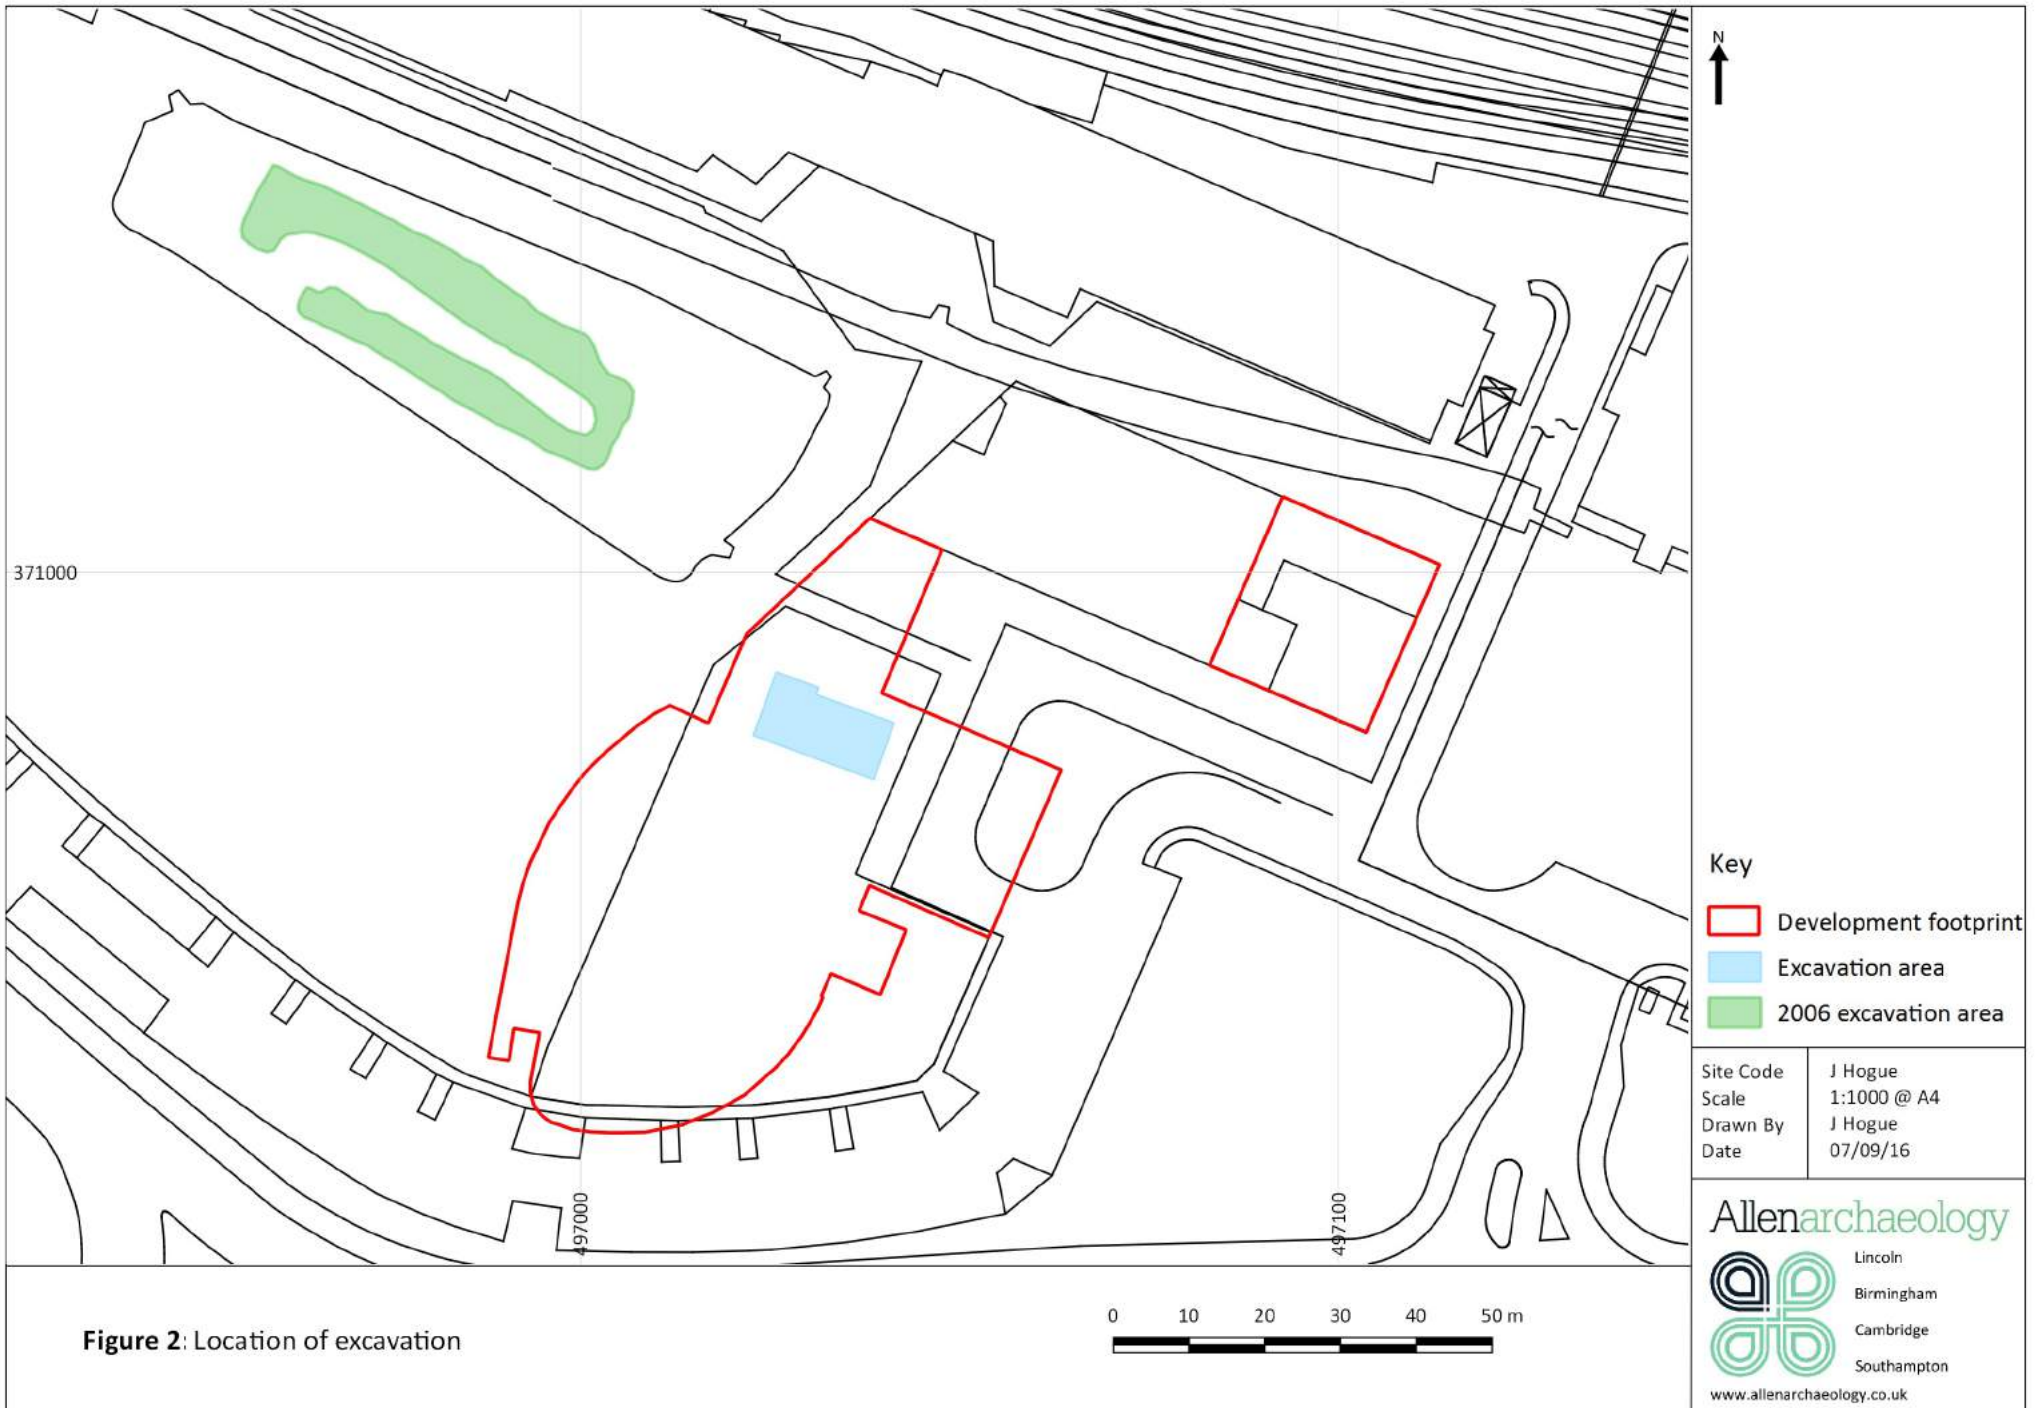 N
371000
497000
497100
Key
Development footprint
Excavation area
2006 excavation area
Site Code J Hogue
Scale 1:1000 @ A4
Drawn By J Hogue
Date 07/09/16
Allenarchaeology
Lincoln
Birmingham
Cambridge
Southampton
www.allenarchaeology.co.uk
Figure 2: Location of excavation
0 10 20 30 40 50 m